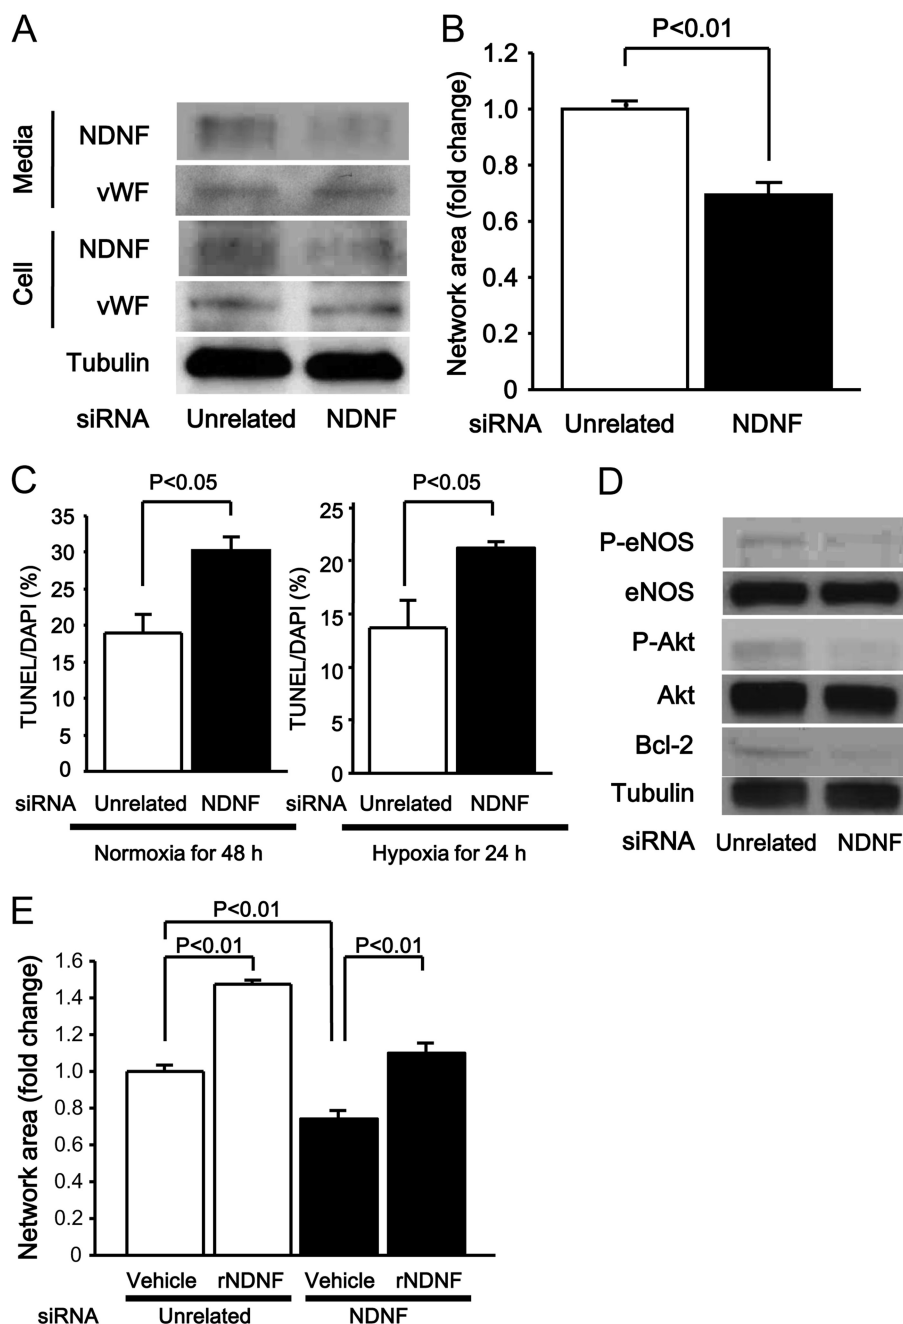 A
Media
NDNF
vWF
Cell
NDNF
vWF
Tubulin
siRNA Unrelated NDNF
B
P<0.01
Network area (fold change)
1.2
1.0
0.8
0.6
0.4
0.2
0
siRNA Unrelated NDNF
C
P<0.05
TUNEL/DAPI (%)
35
30
25
20
15
10
5
0
siRNA Unrelated NDNF
Normoxia for 48 h
P<0.05
TUNEL/DAPI (%)
25
20
15
10
5
0
siRNA Unrelated NDNF
Hypoxia for 24 h
D
P-eNOS
eNOS
P-Akt
Akt
Bcl-2
Tubulin
siRNA Unrelated NDNF
E
P<0.01
P<0.01 P<0.01
Network area (fold change)
1.6
1.4
1.2
1.0
0.8
0.6
0.4
0.2
0
Vehicle rNDNF Vehicle rNDNF
siRNA Unrelated NDNF